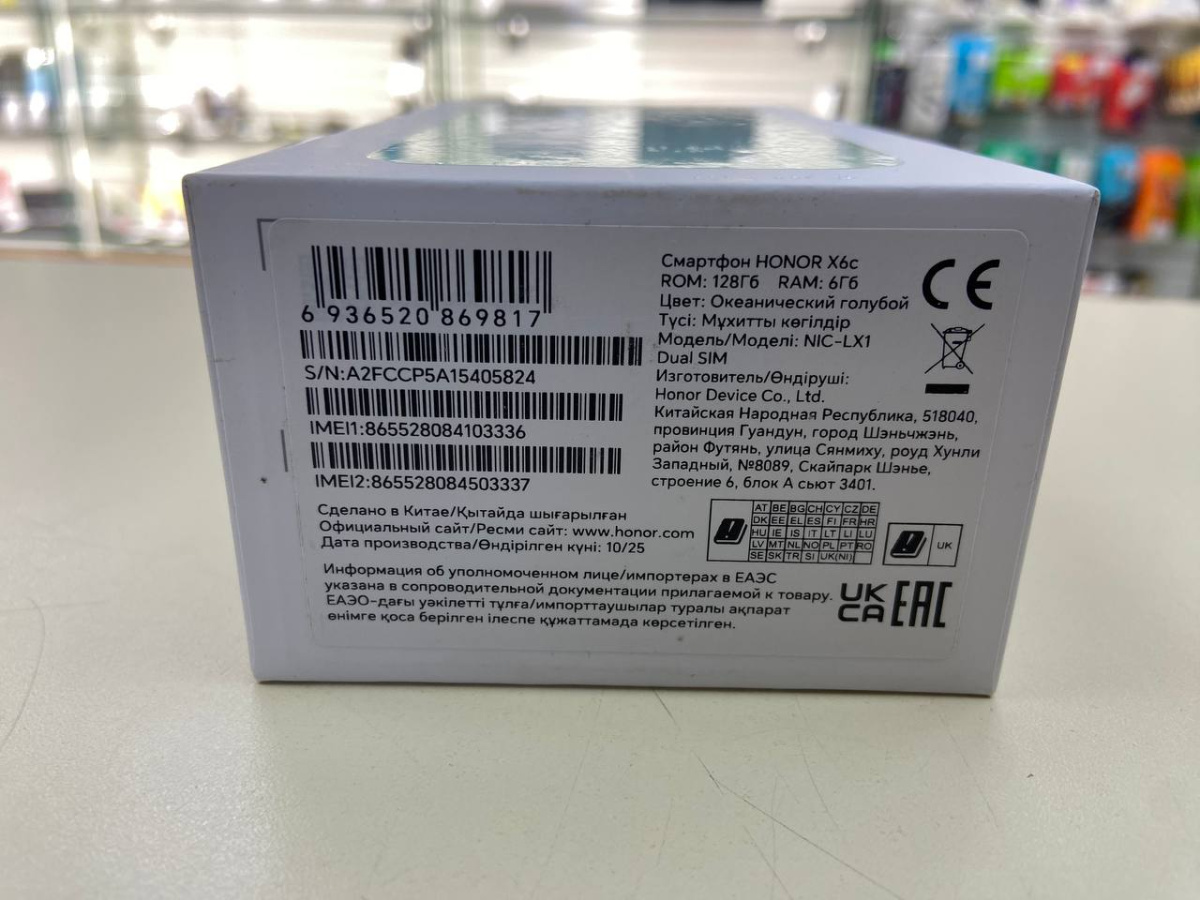 6 936520 869817
S/N:A2FCCP5A15405824
IMEI1:865528084103336
IMEI2:865528084503337
Сделано в Китае/Қытайда шығарылған
Официальный сайт/Ресми сайт: www.honor.com
Дата производства/Өндірілген күні: 10/25
Информация об уполномоченном лице/импортерах в ЕАЭС
указана в сопроводительной документации прилагаемой к товару.
ЕАЭО-дағы уәкілетті тұлға/импорттаушылар туралы ақпарат
өнімге қоса берілген ілеспе құжаттамада көрсетілген.
Смартфон HONOR X6c
ROM: 128Гб RAM: 6Гб
Цвет: Океанический голубой
Түсі: Мұхитты көгілдір
Модель/Моделі: NIC-LX1
Dual SIM
Изготовитель/Өндіруші:
Honor Device Co., Ltd.
Китайская Народная Республика, 518040,
провинция Гуандун, город Шэньчжэнь,
район Футянь, улица Сянмиху, роуд Хунли
Западный, №8089, Скайпарк Шэнье,
строение 6, блок А сьют 3401.
CE
AT BE BG CH CY CZ DE
DK EE EL ES FI FR HR
HU IE IS IT LT LI LU
LV MT NL NO PL PT RO
SE SK TR SI UK(NI)
UK
UK
CA EAC